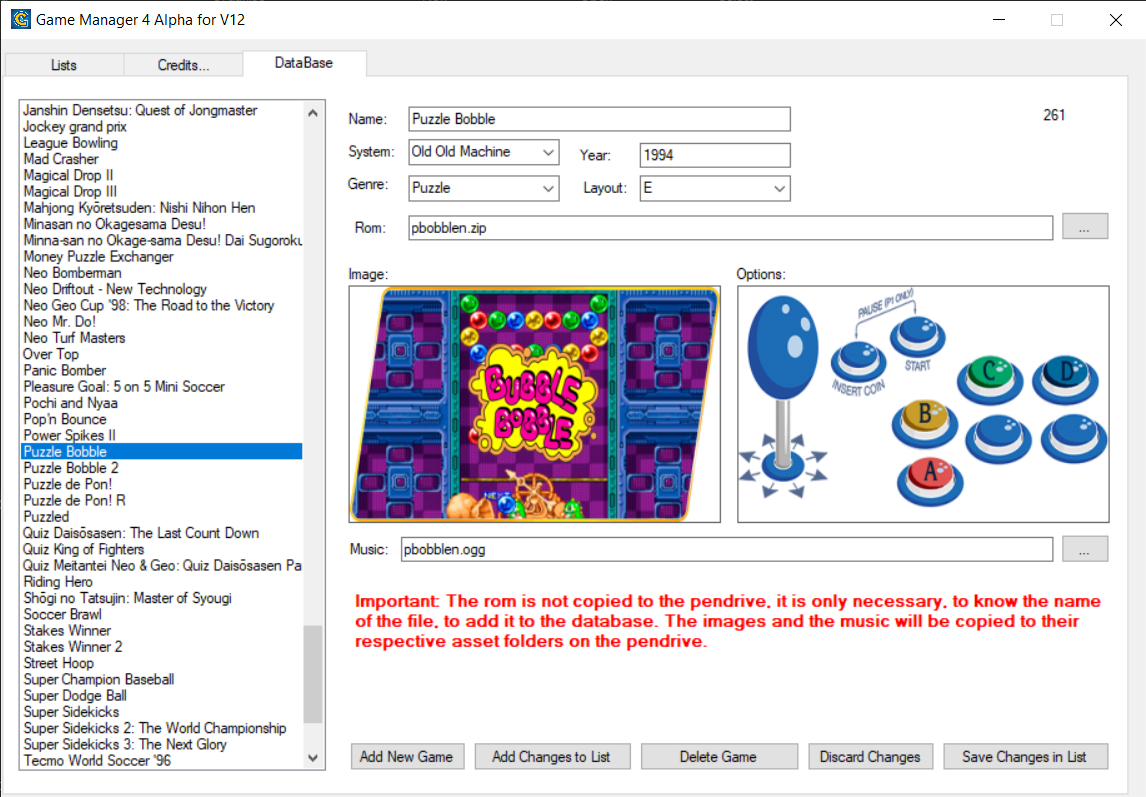 Game Manager 4 Alpha for V12
Lists
Credits...
DataBase
Janshin Densetsu: Quest of Jongmaster
Jockey grand prix
League Bowling
Mad Crasher
Magical Drop II
Magical Drop III
Mahjong Kyōretsuden: Nishi Nihon Hen
Minasan no Okagesama Desu!
Minna-san no Okage-sama Desu! Dai Sugoroku
Money Puzzle Exchanger
Neo Bomberman
Neo Driftout - New Technology
Neo Geo Cup '98: The Road to the Victory
Neo Mr. Do!
Neo Turf Masters
Over Top
Panic Bomber
Pleasure Goal: 5 on 5 Mini Soccer
Pochi and Nyaa
Pop'n Bounce
Power Spikes II
Puzzle Bobble
Puzzle Bobble 2
Puzzle de Pon!
Puzzle de Pon! R
Puzzled
Quiz Daisōsasen: The Last Count Down
Quiz King of Fighters
Quiz Meitantei Neo & Geo: Quiz Daisōsasen Pa
Riding Hero
Shōgi no Tatsujin: Master of Syougi
Soccer Brawl
Stakes Winner
Stakes Winner 2
Street Hoop
Super Champion Baseball
Super Dodge Ball
Super Sidekicks
Super Sidekicks 2: The World Championship
Super Sidekicks 3: The Next Glory
Tecmo World Soccer '96
Name: Puzzle Bobble
261
System: Old Old Machine
Year: 1994
Genre: Puzzle
Layout: E
Rom: pbobblen.zip
...
Image:
BUBBLE
BOBBLE
NEXT
Options:
PAUSE (P1 ONLY)
START
INSERT COIN
C
D
B
A
Music: pbobblen.ogg
...
Important: The rom is not copied to the pendrive, it is only necessary, to know the name
of the file, to add it to the database. The images and the music will be copied to their
respective asset folders on the pendrive.
Add New Game
Add Changes to List
Delete Game
Discard Changes
Save Changes in List